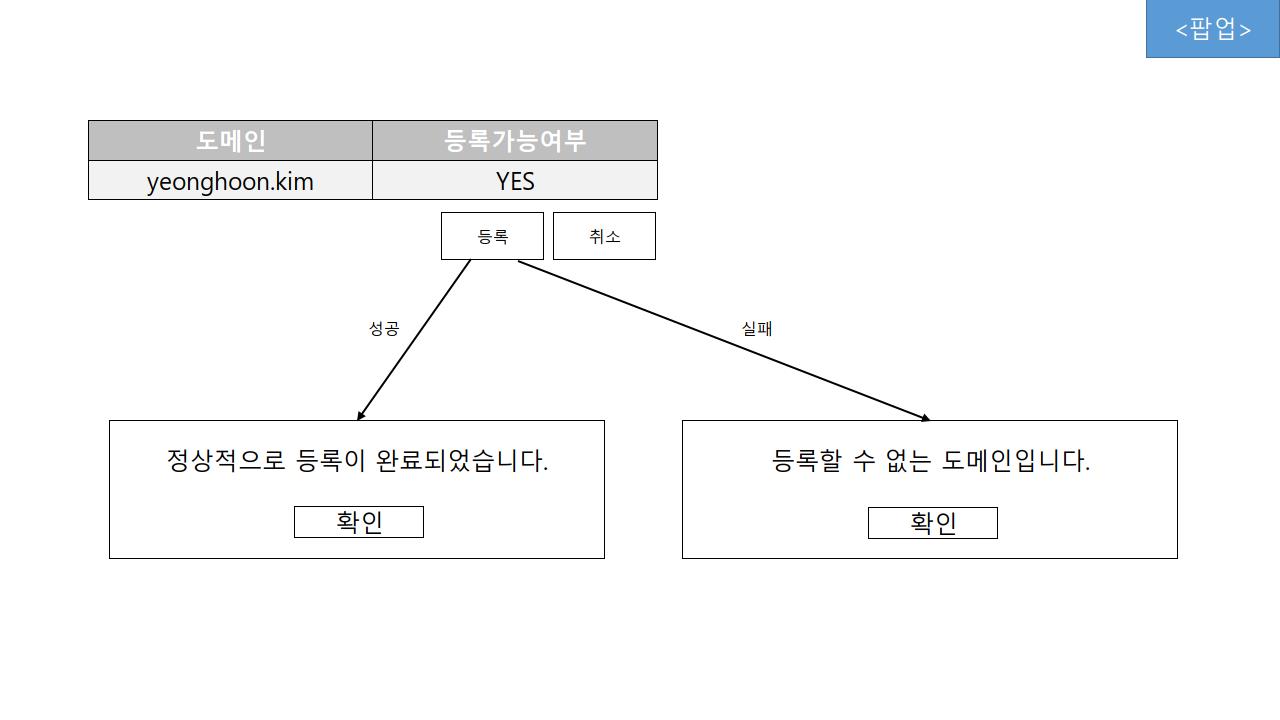 <팝업>
도메인 등록가능여부
yeonghoon.kim YES
등록 취소
성공 실패
정상적으로 등록이 완료되었습니다.
확인
등록할 수 없는 도메인입니다.
확인